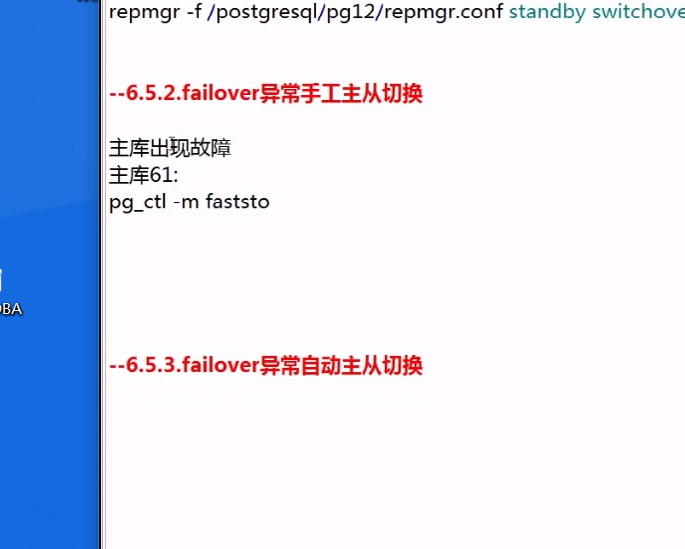 repmgr -f /postgresql/pg12/repmgr.conf standby switchove
--6.5.2.failover异常手工主从切换
主库出现故障
主库61:
pg_ctl -m faststo
DBA
--6.5.3.failover异常自动主从切换